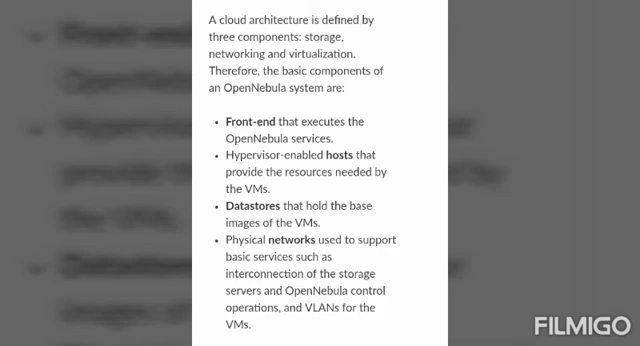 A cloud architecture is defined by
three components: storage,
networking and virtualization.
Therefore, the basic components of
an OpenNebula system are:
• Front-end that executes the
OpenNebula services.
• Hypervisor-enabled hosts that
provide the resources needed by
the VMs.
• Datastores that hold the base
images of the VMs.
• Physical networks used to support
basic services such as
interconnection of the storage
servers and OpenNebula control
operations, and VLANs for the
VMs.
FILMIGO